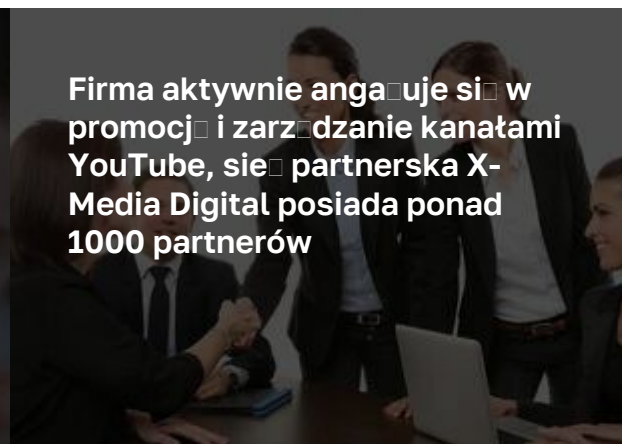 Firma aktywnie anga□uje si□ w
promocj□ i zarz□dzanie kanałami
YouTube, sie□ partnerska X-
Media Digital posiada ponad
1000 partnerów